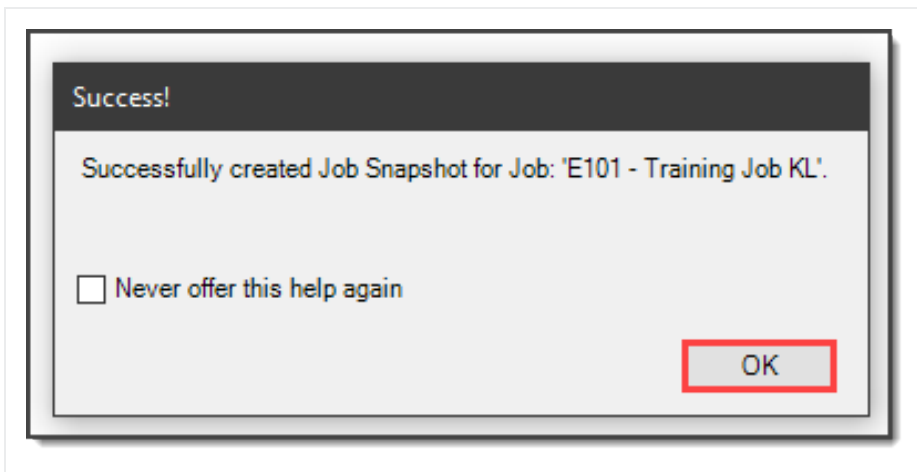 Success!
Successfully created Job Snapshot for Job: 'E101 - Training Job KL'.
Never offer this help again
OK